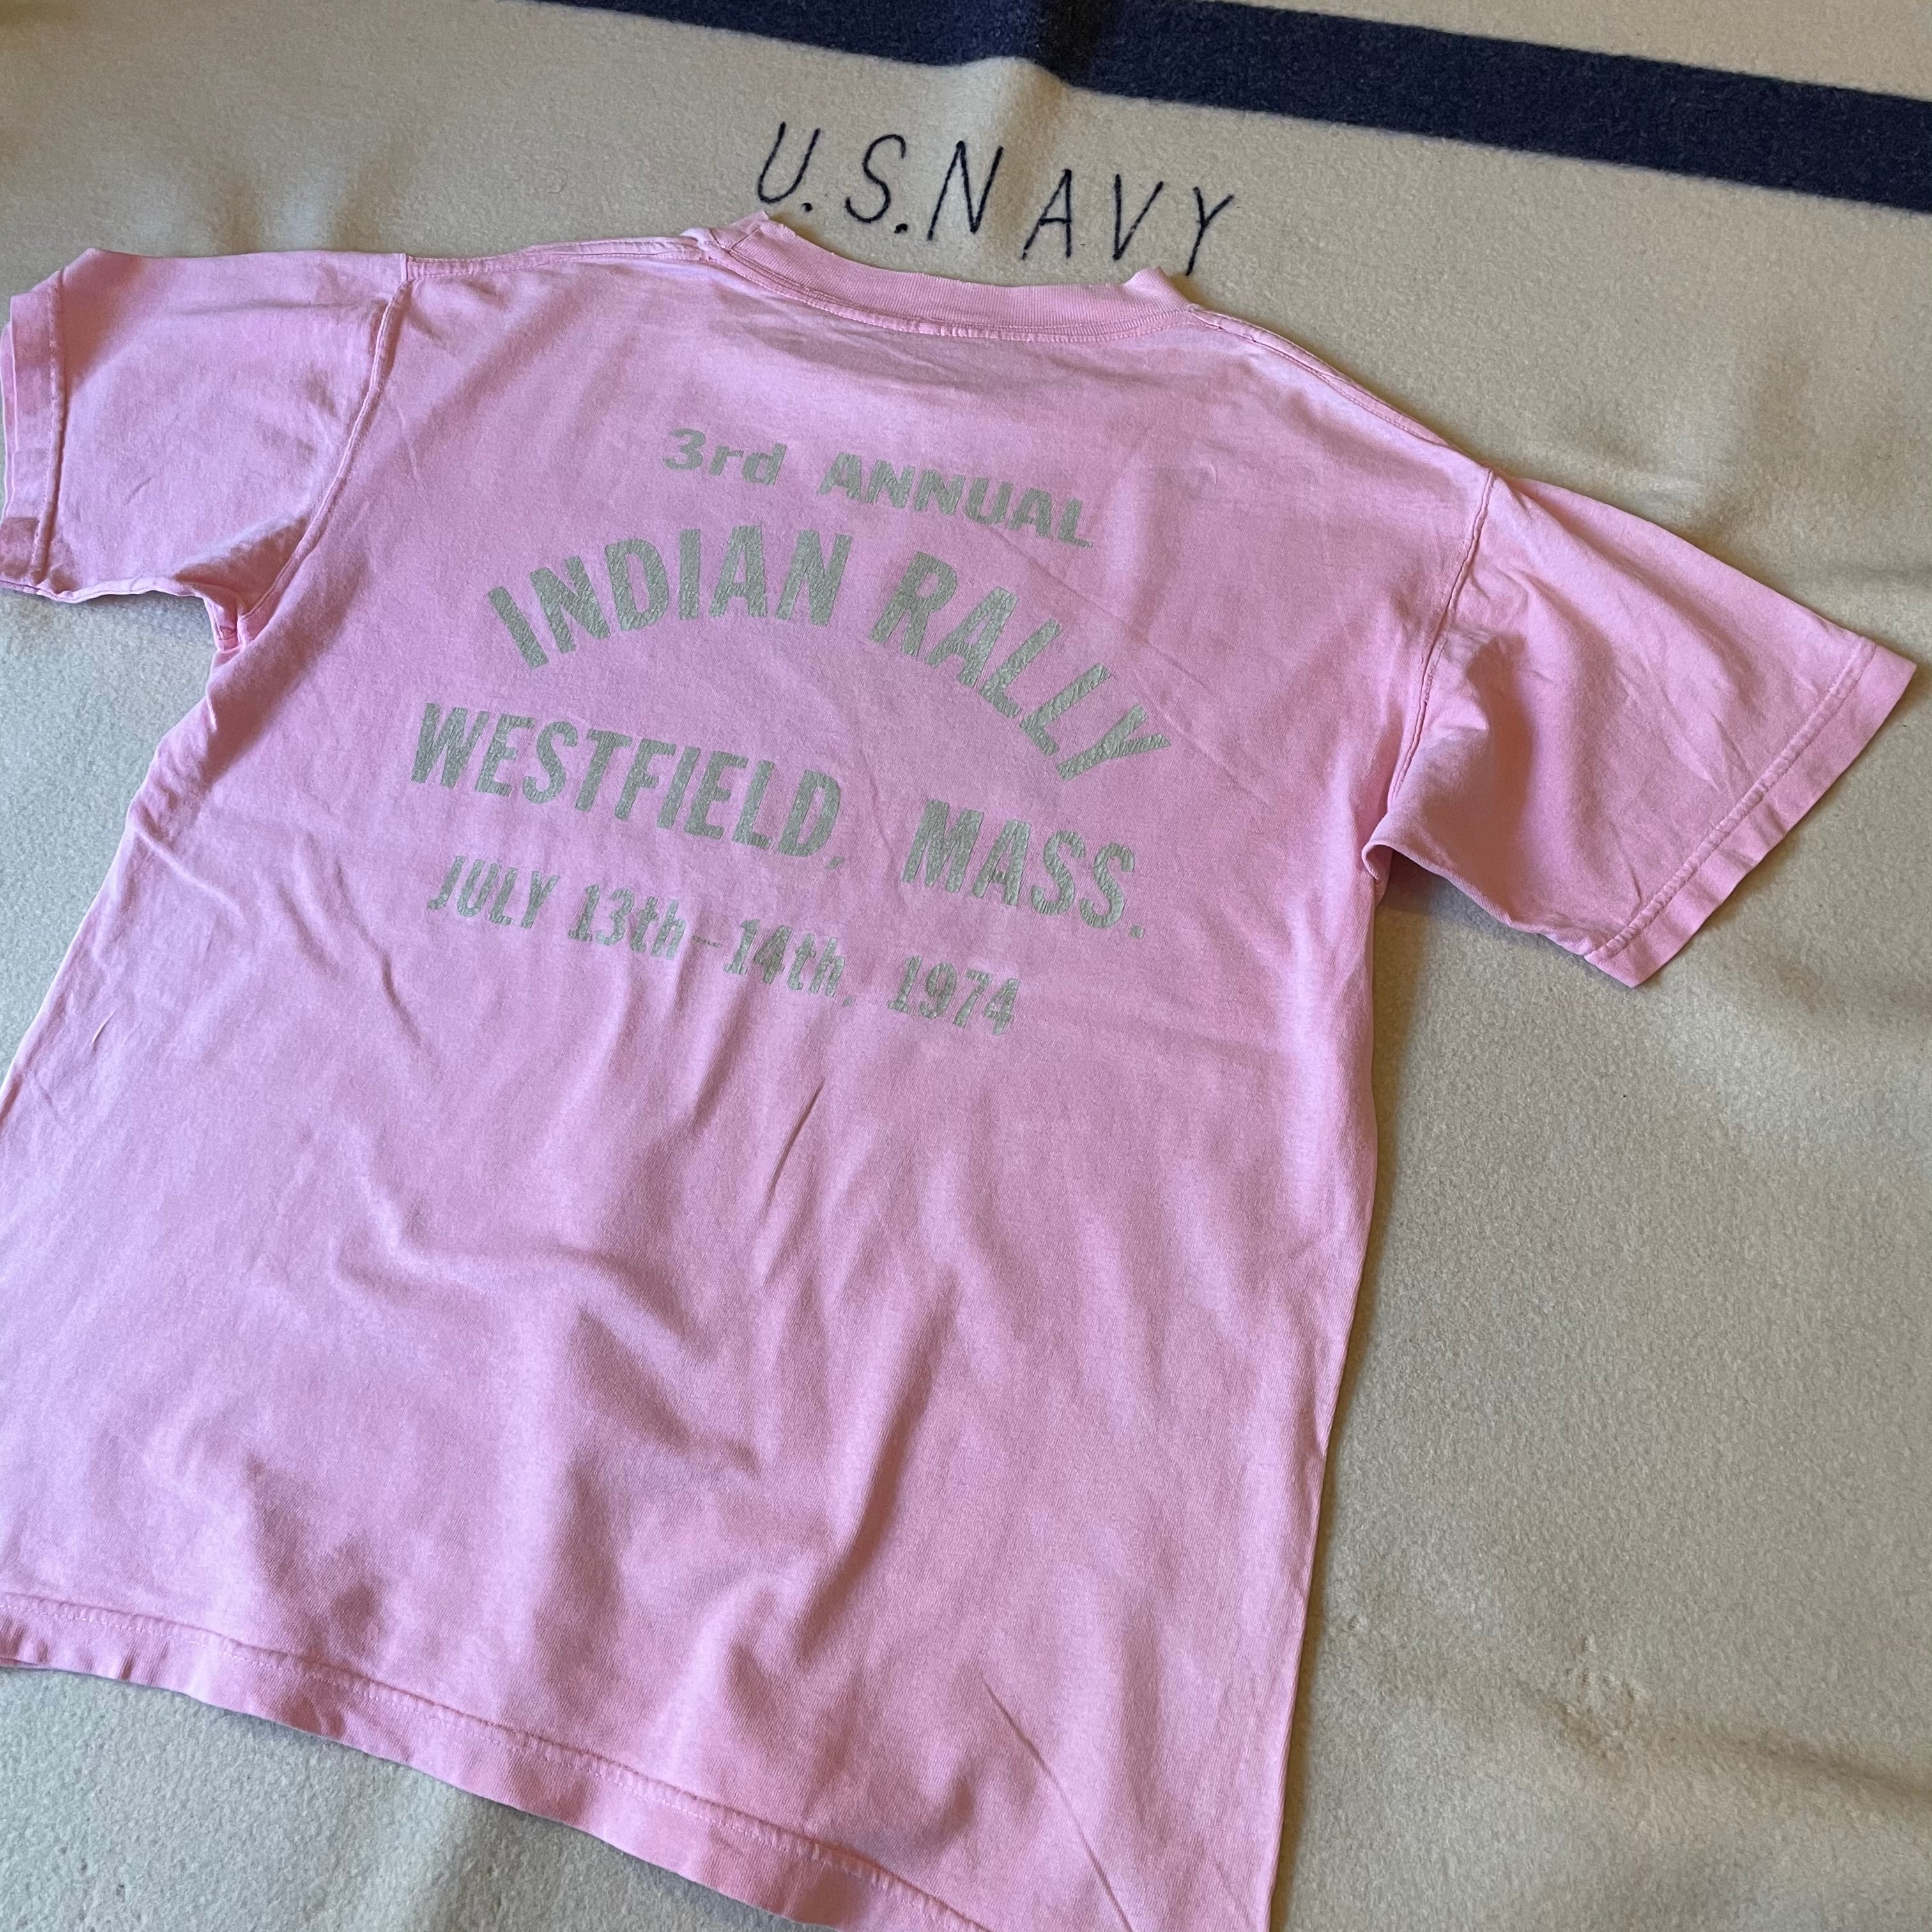 U.S.NAVY
3rd ANNUAL
INDIAN RALLY
WESTFIELD, MASS.
JULY 13th-14th, 1974